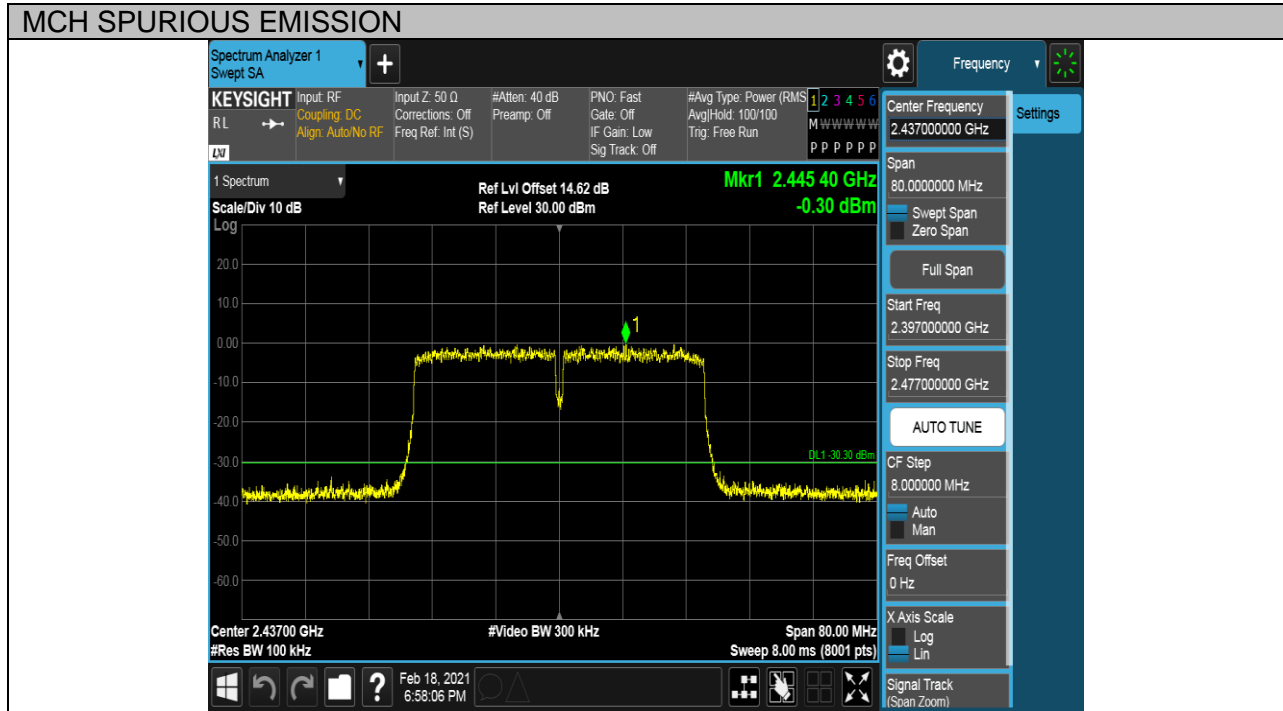 MCH SPURIOUS EMISSION
Spectrum Analyzer 1
Swept SA
+
Frequency
KEYSIGHT
RL
LXI
Input: RF
Coupling: DC
Align: Auto/No RF
Input Z: 50 Ω
Corrections: Off
Freq Ref: Int (S)
#Atten: 40 dB
Preamp: Off
PNO: Fast
Gate: Off
IF Gain: Low
Sig Track: Off
#Avg Type: Power (RMS
Avg|Hold: 100/100
Trig: Free Run
1 2 3 4 5 6
M W W W W W
P P P P P P
1 Spectrum
Scale/Div 10 dB
Ref Lvl Offset 14.62 dB
Ref Level 30.00 dBm
Mkr1 2.445 40 GHz
-0.30 dBm
Log
20.0
10.0
0.00
-10.0
-20.0
-30.0
-40.0
-50.0
-60.0
1
DL1 -30.30 dBm
Center 2.43700 GHz
#Res BW 100 kHz
#Video BW 300 kHz
Span 80.00 MHz
Sweep 8.00 ms (8001 pts)
Center Frequency
2.437000000 GHz
Settings
Span
80.0000000 MHz
Swept Span
Zero Span
Full Span
Start Freq
2.397000000 GHz
Stop Freq
2.477000000 GHz
AUTO TUNE
CF Step
8.000000 MHz
Auto
Man
Freq Offset
0 Hz
X Axis Scale
Log
Lin
Signal Track
(Span Zoom)
?
Feb 18, 2021
6:58:06 PM